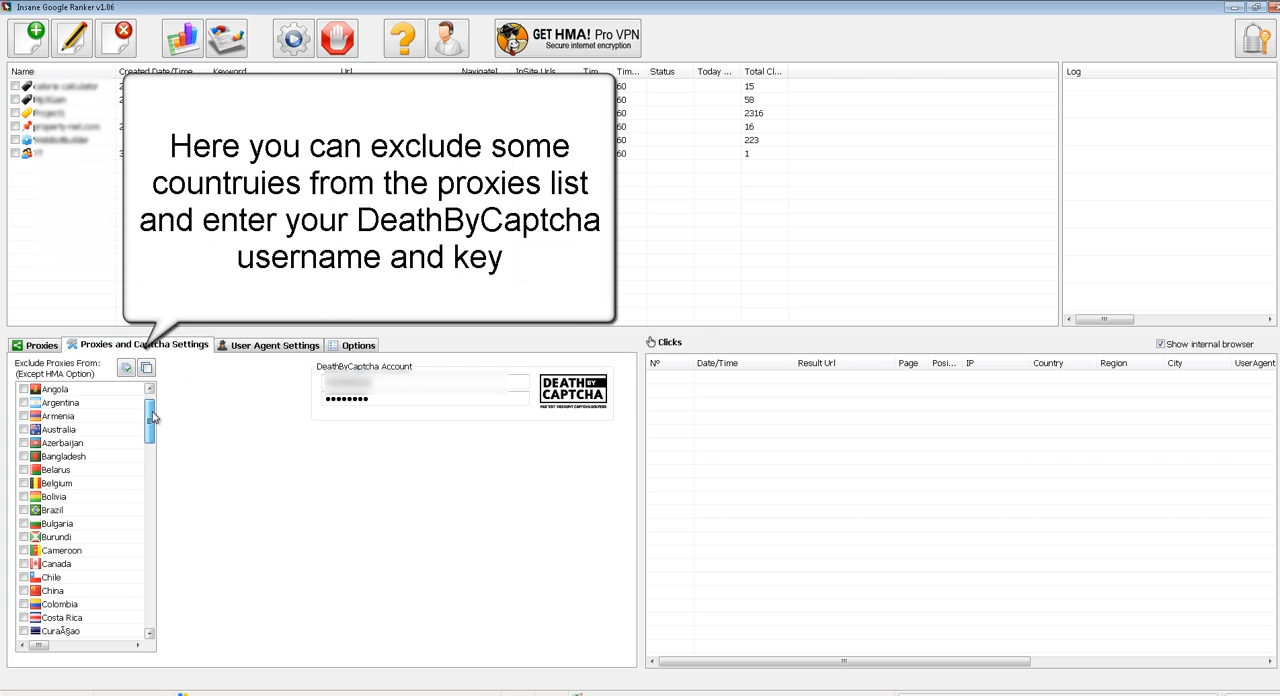 Insane Google Ranker v1.06
GET HMA! Pro VPN
Secure internet encryption
Name Created Date/Time Keyword Url NavigateI InSite Urls Tim... Tim... Status Today ... Total Cl...
60 15
60 58
60 2316
60 16
60 223
60 1
Log
Here you can exclude some
countruies from the proxies list
and enter your DeathByCaptcha
username and key
Proxies Proxies and Captcha Settings User Agent Settings Options
Exclude Proxies From:
(Except HMA Option)
Angola
Argentina
Armenia
Australia
Azerbaijan
Bangladesh
Belarus
Belgium
Bolivia
Brazil
Bulgaria
Burundi
Cameroon
Canada
Chile
China
Colombia
Costa Rica
CuraÃ§ao
DeathByCaptcha Account
DEATH BY
CAPTCHA
Clicks
Show internal browser
Nº Date/Time Result Url Page Posi... IP Country Region City UserAgent